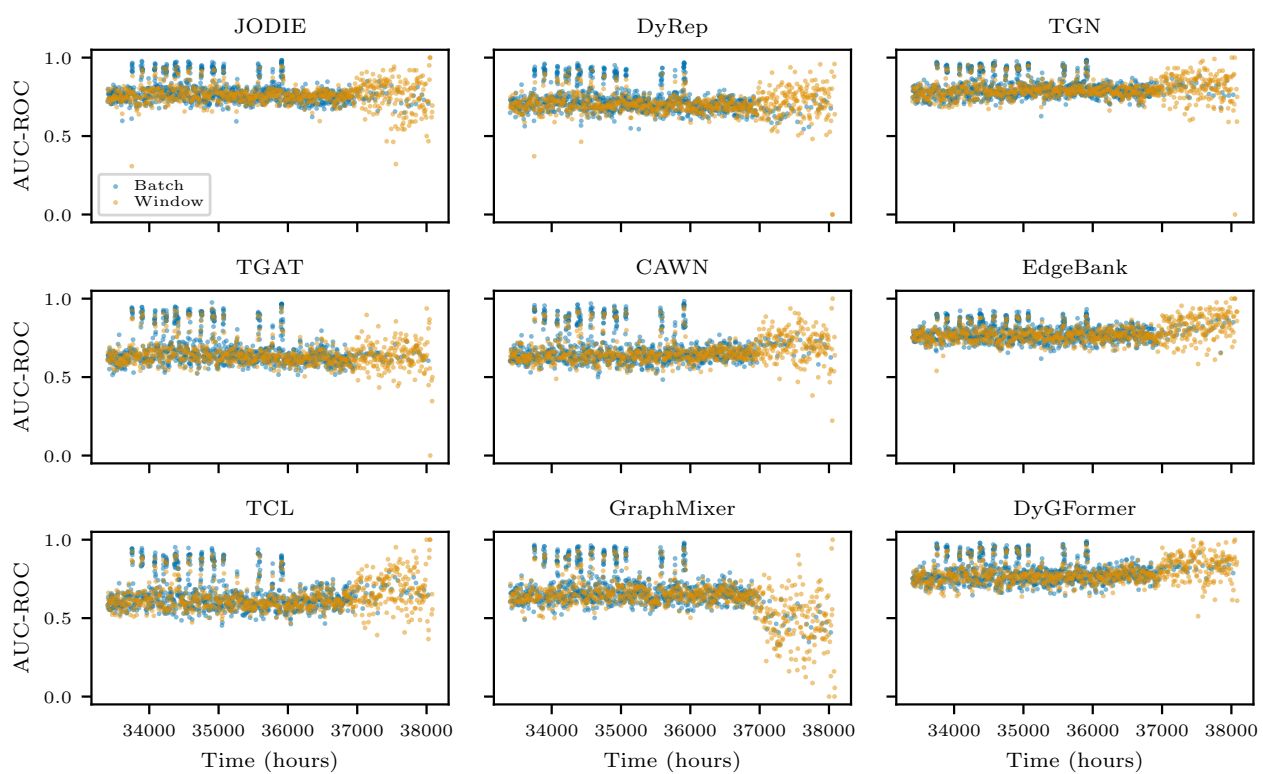 JODIE
DyRep
TGN
1.0
0.5
0.0
AUC-ROC
Batch
Window
TGAT
CAWN
EdgeBank
1.0
0.5
0.0
AUC-ROC
TCL
GraphMixer
DyGFormer
1.0
0.5
0.0
AUC-ROC
34000 35000 36000 37000 38000
34000 35000 36000 37000 38000
34000 35000 36000 37000 38000
Time (hours)
Time (hours)
Time (hours)